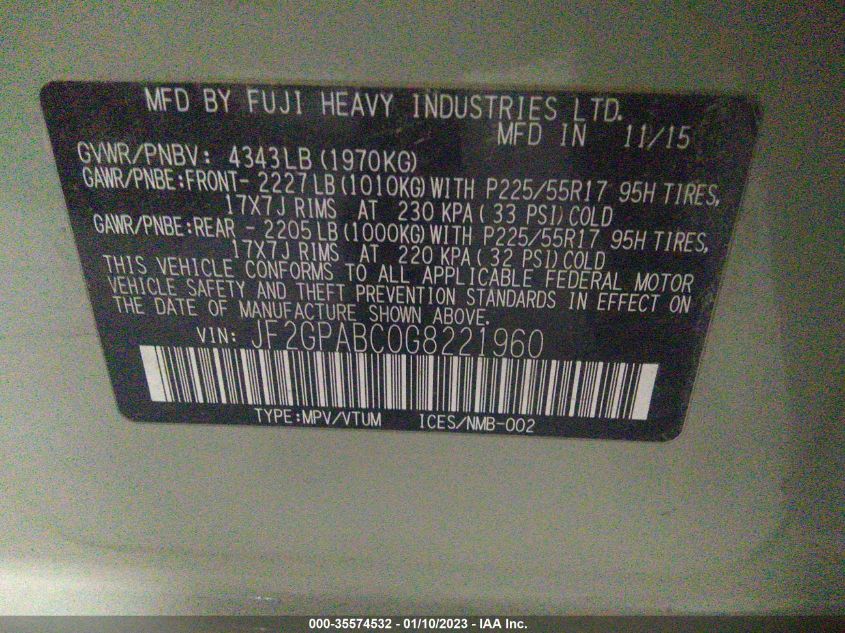 MFD BY FUJI HEAVY INDUSTRIES LTD.
MFD IN 11/15
GVWR/PNBV: 4343LB (1970KG)
GAWR/PNBE:FRONT- 2227LB (1010KG) WITH P225/55R17 95H TIRES,
17X7J RIMS AT 230 KPA ( 33 PSI) COLD
GAWR/PNBE:REAR - 2205LB (1000KG) WITH P225/55R17 95H TIRES,
17X7J RIMS AT 220 KPA ( 32 PSI) COLD
THIS VEHICLE CONFORMS TO ALL APPLICABLE FEDERAL MOTOR
VEHICLE SAFETY AND THEFT PREVENTION STANDARDS IN EFFECT ON
THE DATE OF MANUFACTURE SHOWN ABOVE.
VIN: JF2GPABC0G8221960
TYPE:MPV/VTUM ICES/NMB-002
000-35574532 - 01/10/2023 - IAA Inc.